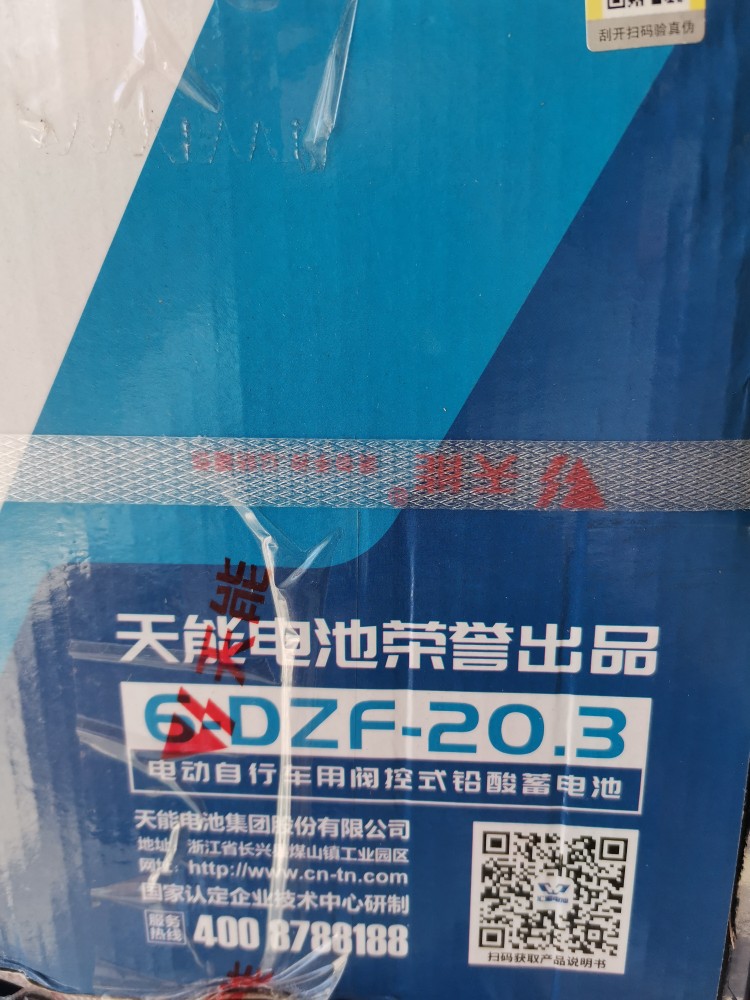 刮开扫码验真伪
天能
天能
天能电池荣誉出品
6-DZF-20.3
电动自行车用阀控式铅酸蓄电池
天能电池集团股份有限公司
地址：浙江省长兴县煤山镇工业园区
网址：http://www.cn-tn.com
国家认定企业技术中心研制
服务
热线
400 8788188
扫码获取产品说明书